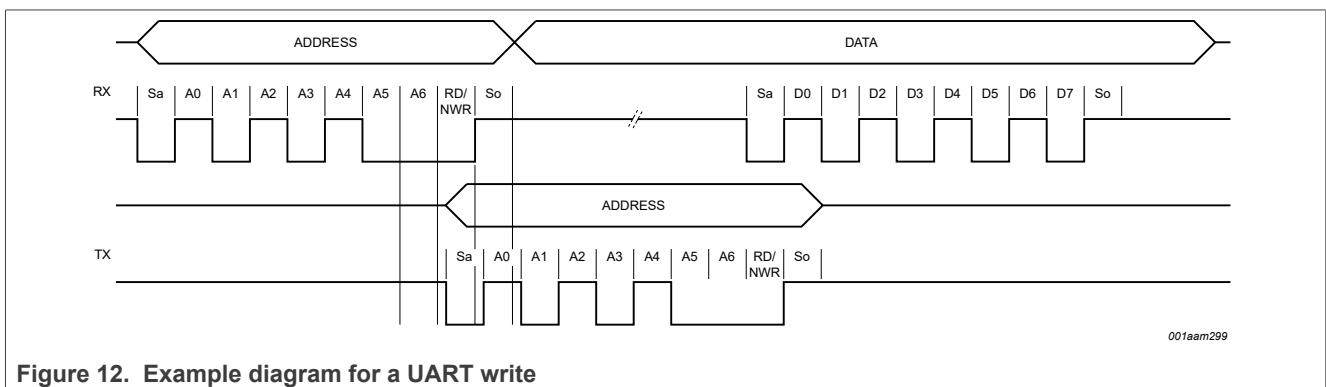 ADDRESS DATA
RX Sa A0 A1 A2 A3 A4 A5 A6 RD/NWR So Sa D0 D1 D2 D3 D4 D5 D6 D7 So
ADDRESS
TX Sa A0 A1 A2 A3 A4 A5 A6 RD/NWR So
001aam299
Figure 12. Example diagram for a UART write